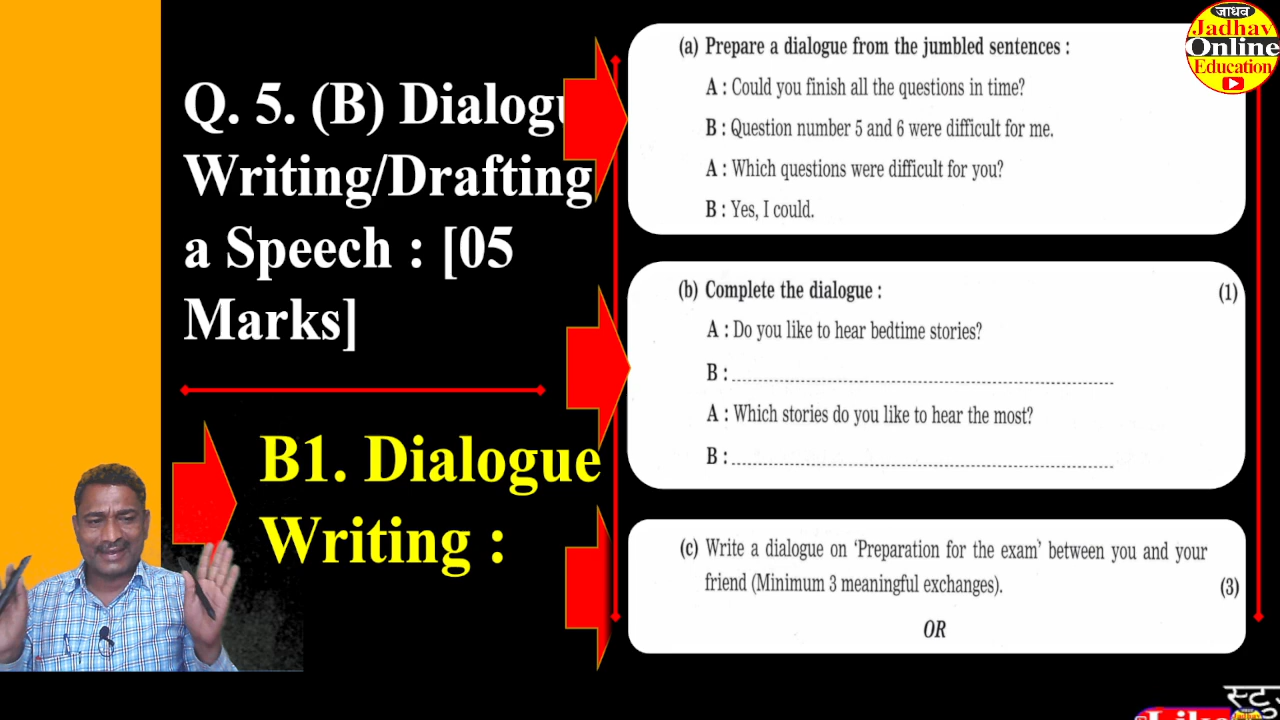 Q. 5. (B) Dialogu
Writing/Drafting
a Speech : [05
Marks]
B1. Dialogue
Writing :
(a) Prepare a dialogue from the jumbled sentences :
A : Could you finish all the questions in time?
B : Question number 5 and 6 were difficult for me.
A : Which questions were difficult for you?
B : Yes, I could.
(b) Complete the dialogue : (1)
A : Do you like to hear bedtime stories?
B :
A : Which stories do you like to hear the most?
B :
(c) Write a dialogue on ‘Preparation for the exam’ between you and your
friend (Minimum 3 meaningful exchanges). (3)
OR
जाधव
Jadhav
Online
Education